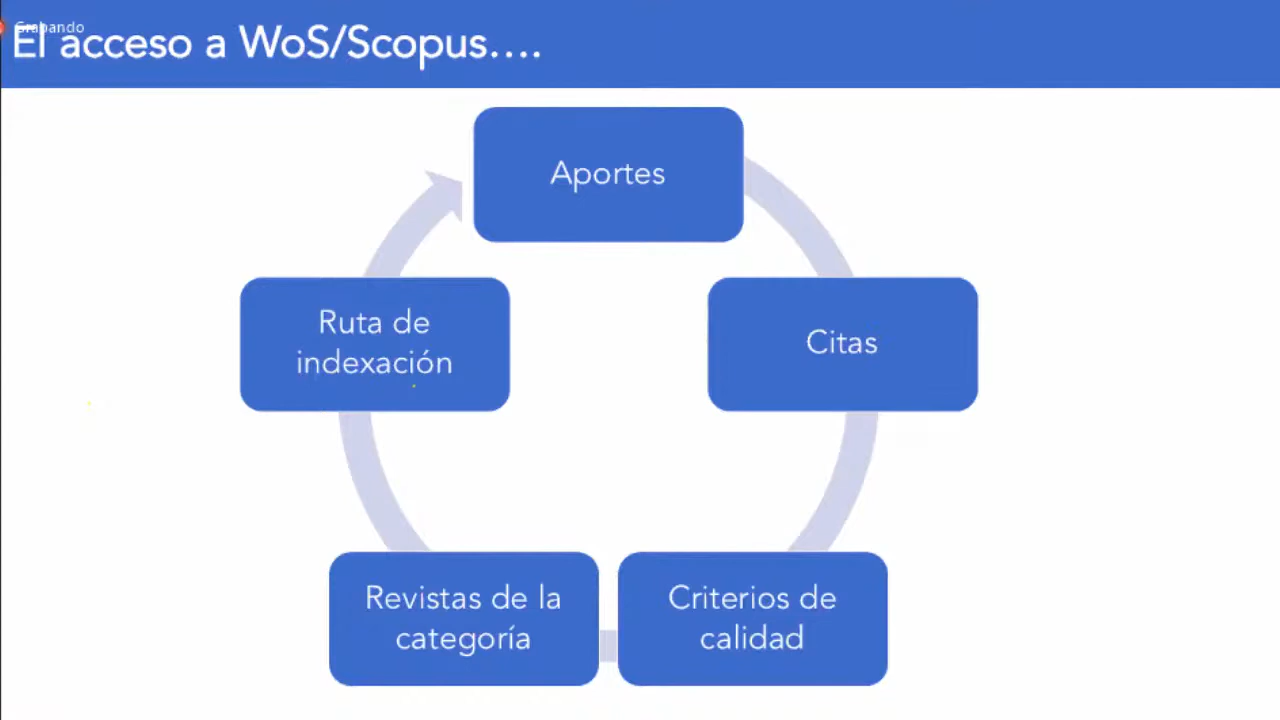 Grabando
El acceso a WoS/Scopus....
Aportes
Citas
Criterios de
calidad
Revistas de la
categoría
Ruta de
indexación